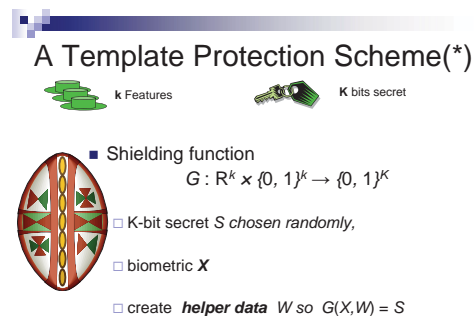 A Template Protection Scheme(*)
k Features
K bits secret
Shielding function
G : R^k × {0, 1}^k → {0, 1}^K
K-bit secret S chosen randomly,
biometric X
create helper data W so G(X,W) = S